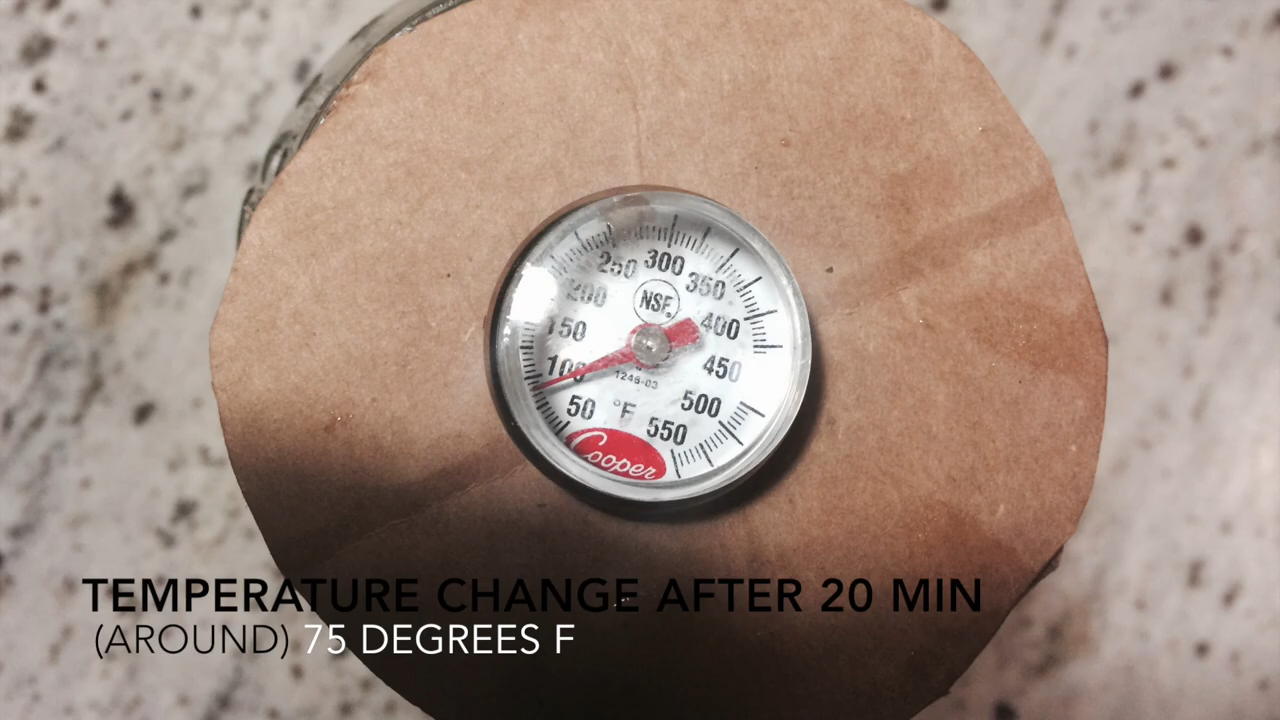 250 300 350
200 NSF. 400
150 450
100 1246-03 500
50 °F 550
Cooper
TEMPERATURE CHANGE AFTER 20 MIN
(AROUND) 75 DEGREES F